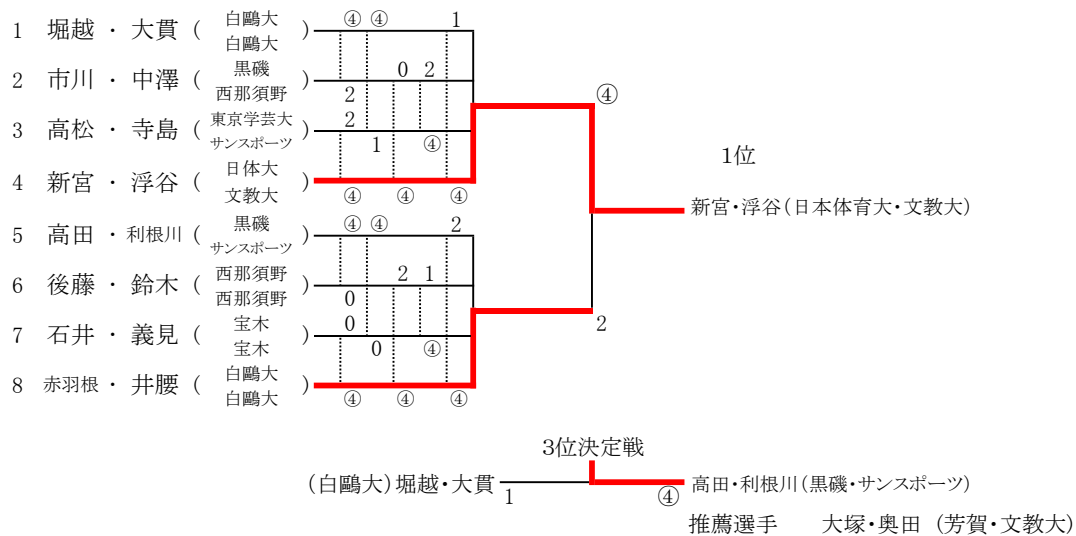 白鷗大 ④ ④ 1
1 堀越 ・ 大貫 ( )
白鷗大
黒磯 0 2
2 市川 ・ 中澤 ( )
西那須野 2 ④
東京学芸大 2
3 高松 ・ 寺島 ( )
サンスポーツ 1 ④
1位
日体大
4 新宮 ・ 浮谷 ( )
文教大 ④ ④ ④
新宮・浮谷(日本体育大・文教大)
黒磯 ④ ④ 2
5 高田 ・ 利根川 ( )
サンスポーツ
西那須野 2 1
6 後藤 ・ 鈴木 ( )
西那須野 0
宝木 0 2
7 石井 ・ 義見 ( )
宝木 0 ④
白鷗大
8 赤羽根 ・ 井腰 ( )
白鷗大 ④ ④ ④
3位決定戦
(白鷗大)堀越・大貫 1 ④ 高田・利根川(黒磯・サンスポーツ)
推薦選手 大塚・奥田 (芳賀・文教大)